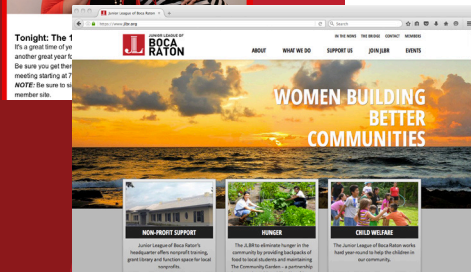 Tonight: The 1
It's a great time of ye
another great year fo
Be sure you get ther
meeting starting at 7
NOTE: Be sure to si
member site.
Junior League of Boca Raton
https://www.jlbr.org
Search
IN THE NEWS THE BRIDGE CONTACT MEMBERS
JUNIOR LEAGUE OF
BOCA
RATON
ABOUT WHAT WE DO SUPPORT US JOIN JLBR EVENTS
WOMEN BUILDING
BETTER
COMMUNITIES
NON-PROFIT SUPPORT
Junior League of Boca Raton's
headquarter offers nonprofit training,
grant library and function space for local
nonprofits.
HUNGER
The JLBR to eliminate hunger in the
community by providing backpacks of
food to local students and maintaining
The Community Garden – a partnership
CHILD WELFARE
The Junior League of Boca Raton works
hard year-round to help the children in
our community.